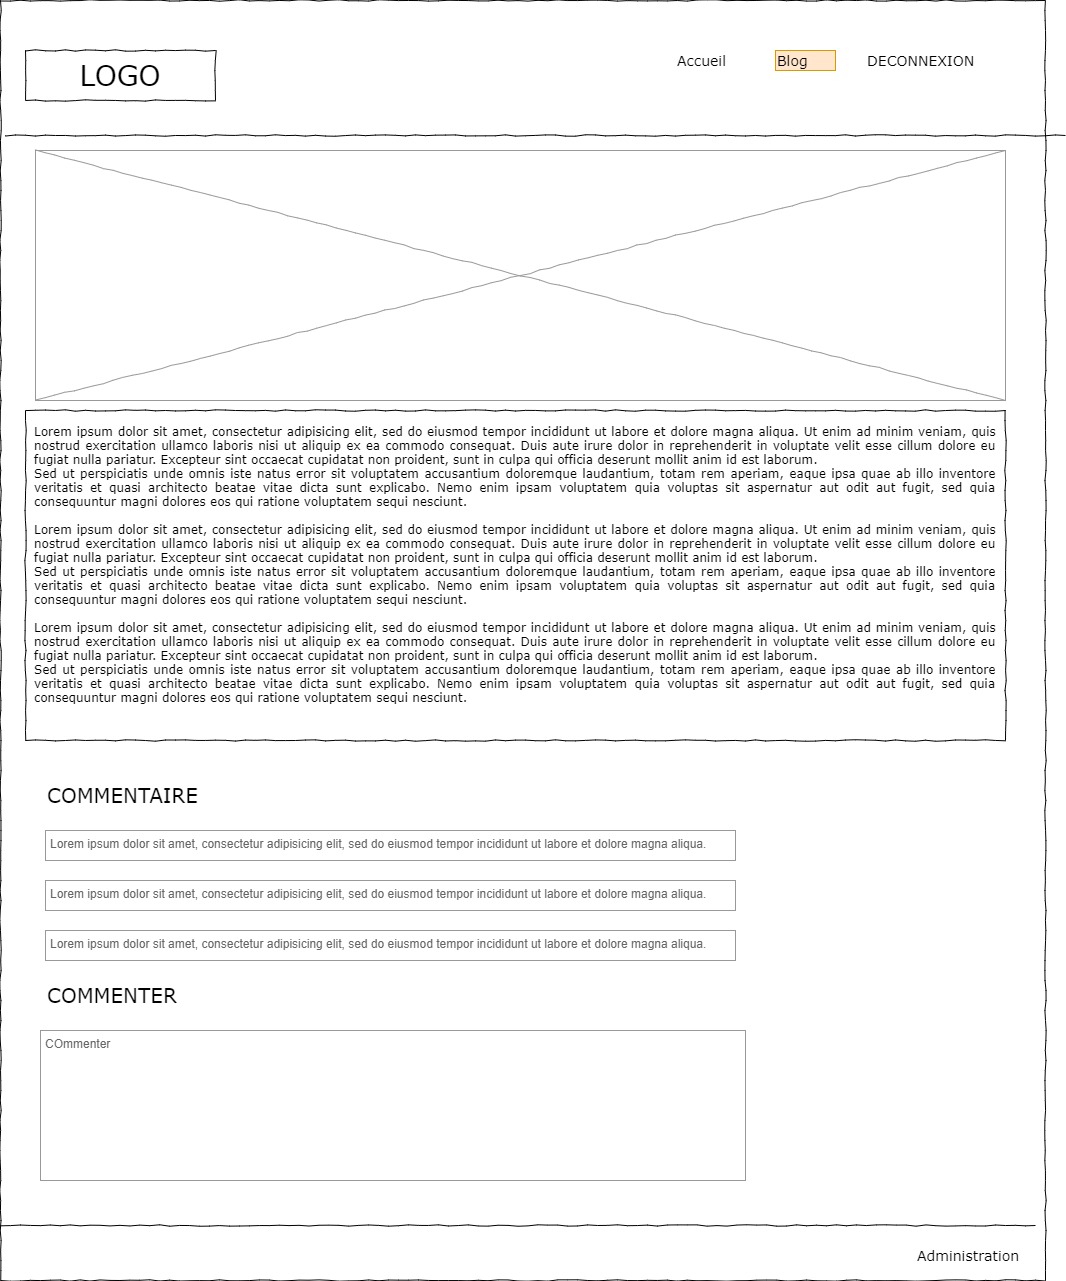 LOGO
Accueil
Blog
DECONNEXION
Lorem ipsum dolor sit amet, consectetur adipisicing elit, sed do eiusmod tempor incididunt ut labore et dolore magna aliqua. Ut enim ad minim veniam, quis
nostrud exercitation ullamco laboris nisi ut aliquip ex ea commodo consequat. Duis aute irure dolor in reprehenderit in voluptate velit esse cillum dolore eu
fugiat nulla pariatur. Excepteur sint occaecat cupidatat non proident, sunt in culpa qui officia deserunt mollit anim id est laborum.
Sed ut perspiciatis unde omnis iste natus error sit voluptatem accusantium doloremque laudantium, totam rem aperiam, eaque ipsa quae ab illo inventore
veritatis et quasi architecto beatae vitae dicta sunt explicabo. Nemo enim ipsam voluptatem quia voluptas sit aspernatur aut odit aut fugit, sed quia
consequuntur magni dolores eos qui ratione voluptatem sequi nesciunt.
Lorem ipsum dolor sit amet, consectetur adipisicing elit, sed do eiusmod tempor incididunt ut labore et dolore magna aliqua. Ut enim ad minim veniam, quis
nostrud exercitation ullamco laboris nisi ut aliquip ex ea commodo consequat. Duis aute irure dolor in reprehenderit in voluptate velit esse cillum dolore eu
fugiat nulla pariatur. Excepteur sint occaecat cupidatat non proident, sunt in culpa qui officia deserunt mollit anim id est laborum.
Sed ut perspiciatis unde omnis iste natus error sit voluptatem accusantium doloremque laudantium, totam rem aperiam, eaque ipsa quae ab illo inventore
veritatis et quasi architecto beatae vitae dicta sunt explicabo. Nemo enim ipsam voluptatem quia voluptas sit aspernatur aut odit aut fugit, sed quia
consequuntur magni dolores eos qui ratione voluptatem sequi nesciunt.
Lorem ipsum dolor sit amet, consectetur adipisicing elit, sed do eiusmod tempor incididunt ut labore et dolore magna aliqua. Ut enim ad minim veniam, quis
nostrud exercitation ullamco laboris nisi ut aliquip ex ea commodo consequat. Duis aute irure dolor in reprehenderit in voluptate velit esse cillum dolore eu
fugiat nulla pariatur. Excepteur sint occaecat cupidatat non proident, sunt in culpa qui officia deserunt mollit anim id est laborum.
Sed ut perspiciatis unde omnis iste natus error sit voluptatem accusantium doloremque laudantium, totam rem aperiam, eaque ipsa quae ab illo inventore
veritatis et quasi architecto beatae vitae dicta sunt explicabo. Nemo enim ipsam voluptatem quia voluptas sit aspernatur aut odit aut fugit, sed quia
consequuntur magni dolores eos qui ratione voluptatem sequi nesciunt.
COMMENTAIRE
Lorem ipsum dolor sit amet, consectetur adipisicing elit, sed do eiusmod tempor incididunt ut labore et dolore magna aliqua.
Lorem ipsum dolor sit amet, consectetur adipisicing elit, sed do eiusmod tempor incididunt ut labore et dolore magna aliqua.
Lorem ipsum dolor sit amet, consectetur adipisicing elit, sed do eiusmod tempor incididunt ut labore et dolore magna aliqua.
COMMENTER
COmmenter
Administration